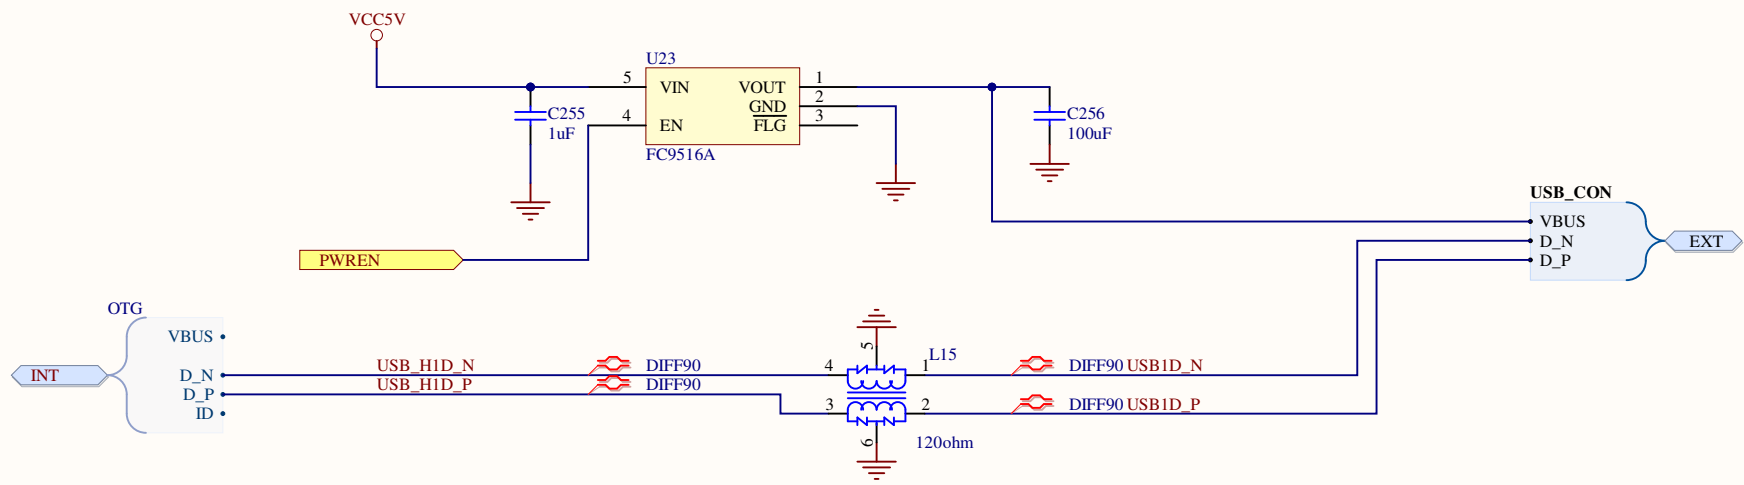 VCC5V
U23
5 VIN VOUT 1
GND 2
4 EN FLG 3
FC9516A
C255
1uF
C256
100uF
USB_CON
VBUS
D_N
D_P
EXT
PWREN
OTG
VBUS
D_N
D_P
ID
INT
USB_H1D_N DIFF90
USB_H1D_P DIFF90
5
4 1 L15
3 2
6
120ohm
DIFF90 USB1D_N
DIFF90 USB1D_P